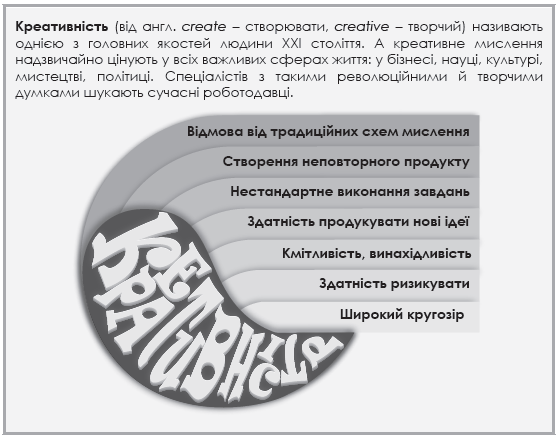 Креативність (від англ. create – створювати, creative – творчий) називають
однією з головних якостей людини XXI століття. А креативне мислення
надзвичайно цінують у всіх важливих сферах життя: у бізнесі, науці, культурі,
мистецтві, політиці. Спеціалістів з такими революційними й творчими
думками шукають сучасні роботодавці.
Відмова від традиційних схем мислення
Створення неповторного продукту
Нестандартне виконання завдань
Здатність продукувати нові ідеї
Кмітливість, винахідливість
Здатність ризикувати
Широкий кругозір
КРЕАТИВНІСТЬ